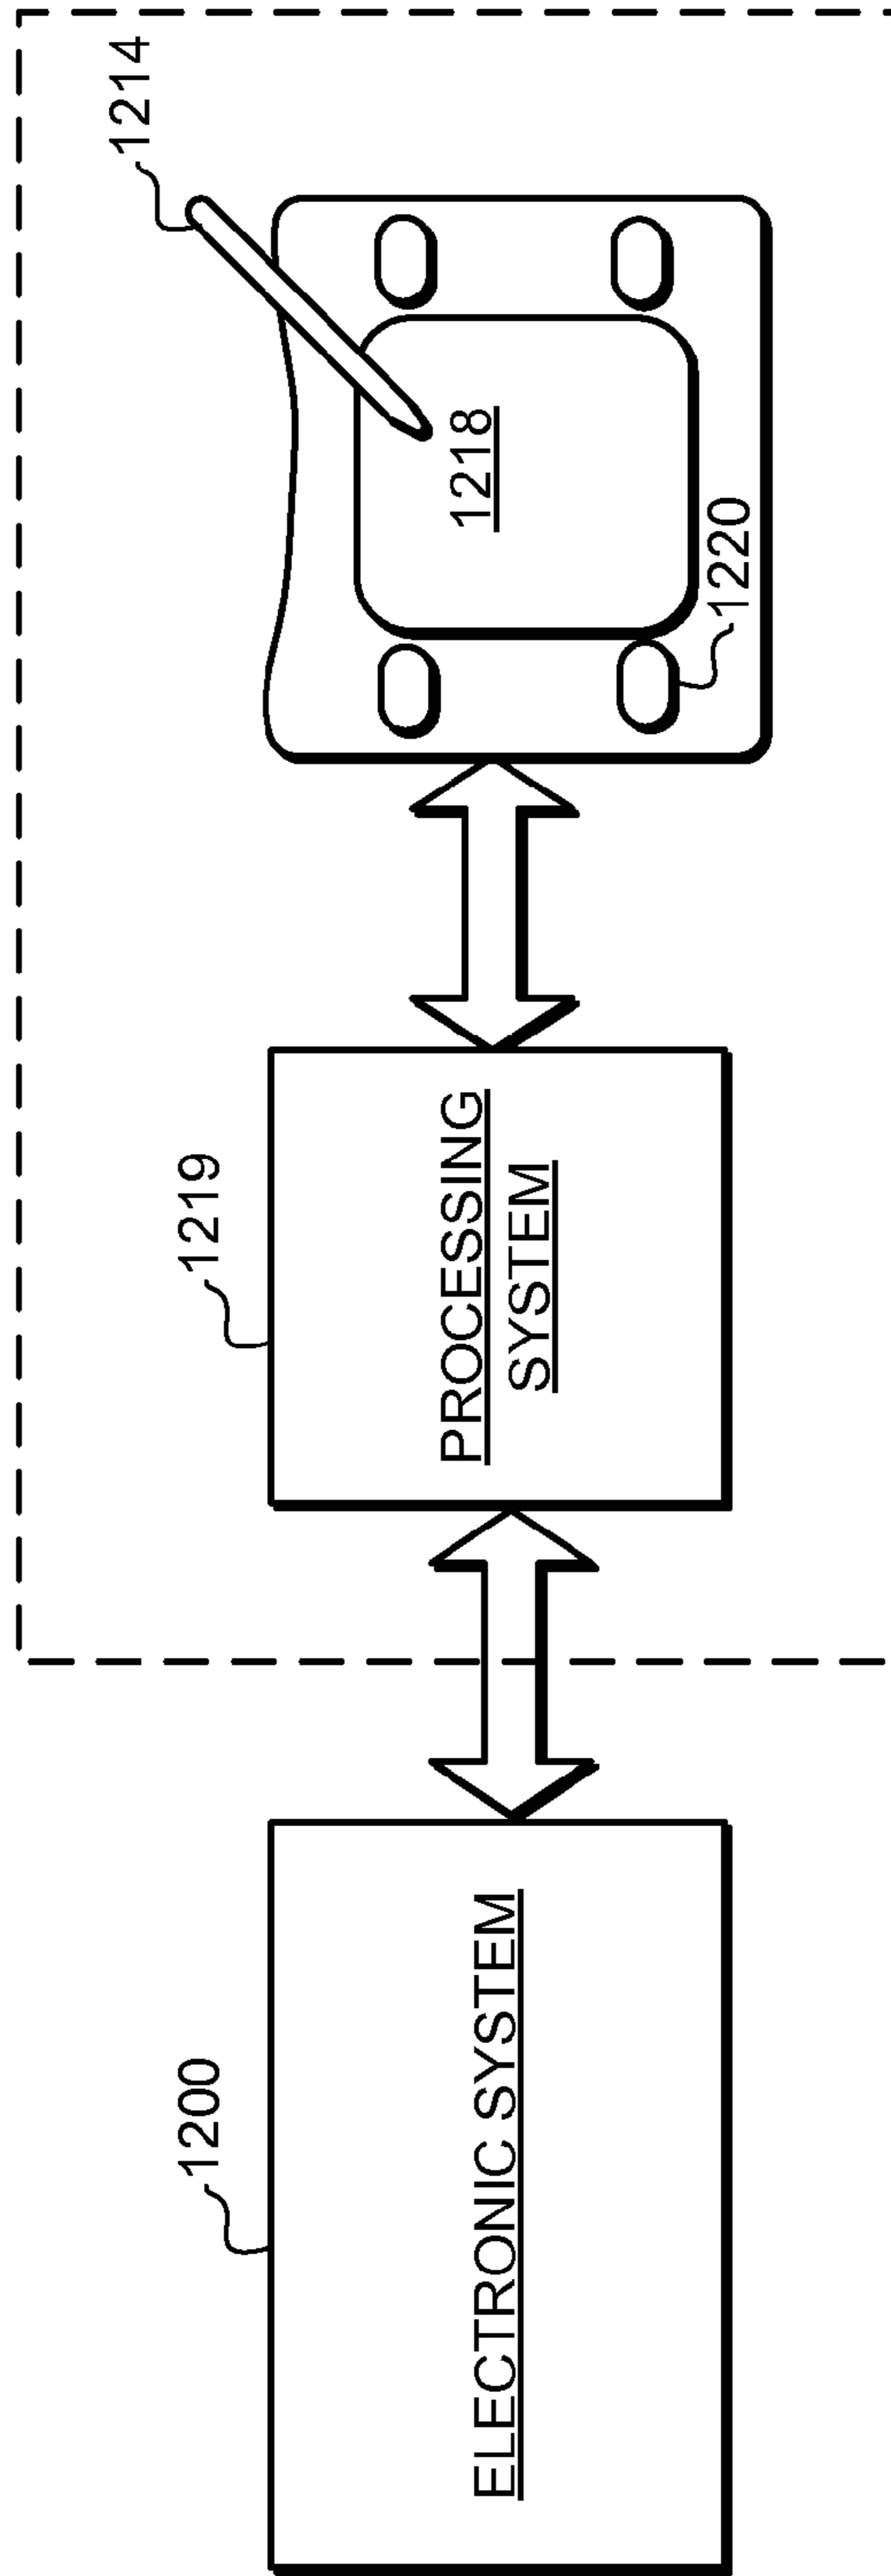 1200
ELECTRONIC SYSTEM
1219
PROCESSING
SYSTEM
1214
1218
1220